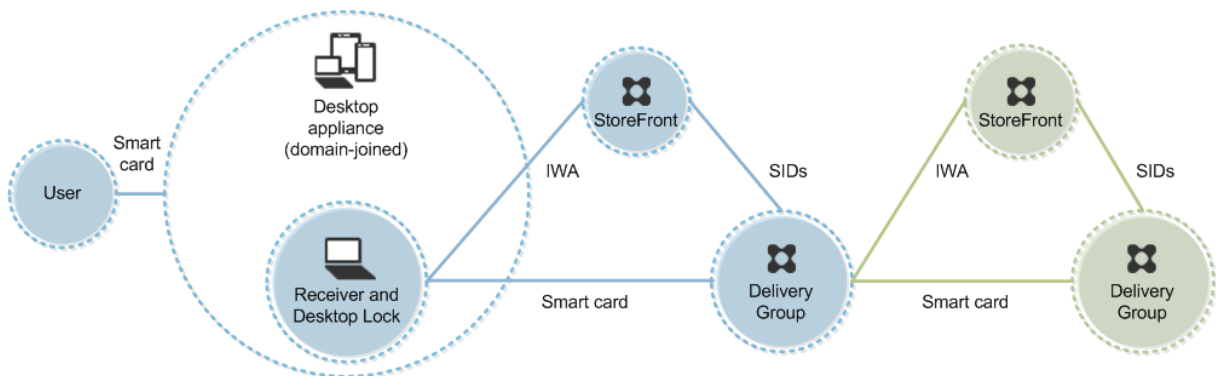 User
Smart
card
Desktop
appliance
(domain-joined)
Receiver and
Desktop Lock
IWA
StoreFront
SIDs
Smart card
Delivery
Group
IWA
StoreFront
SIDs
Smart card
Delivery
Group